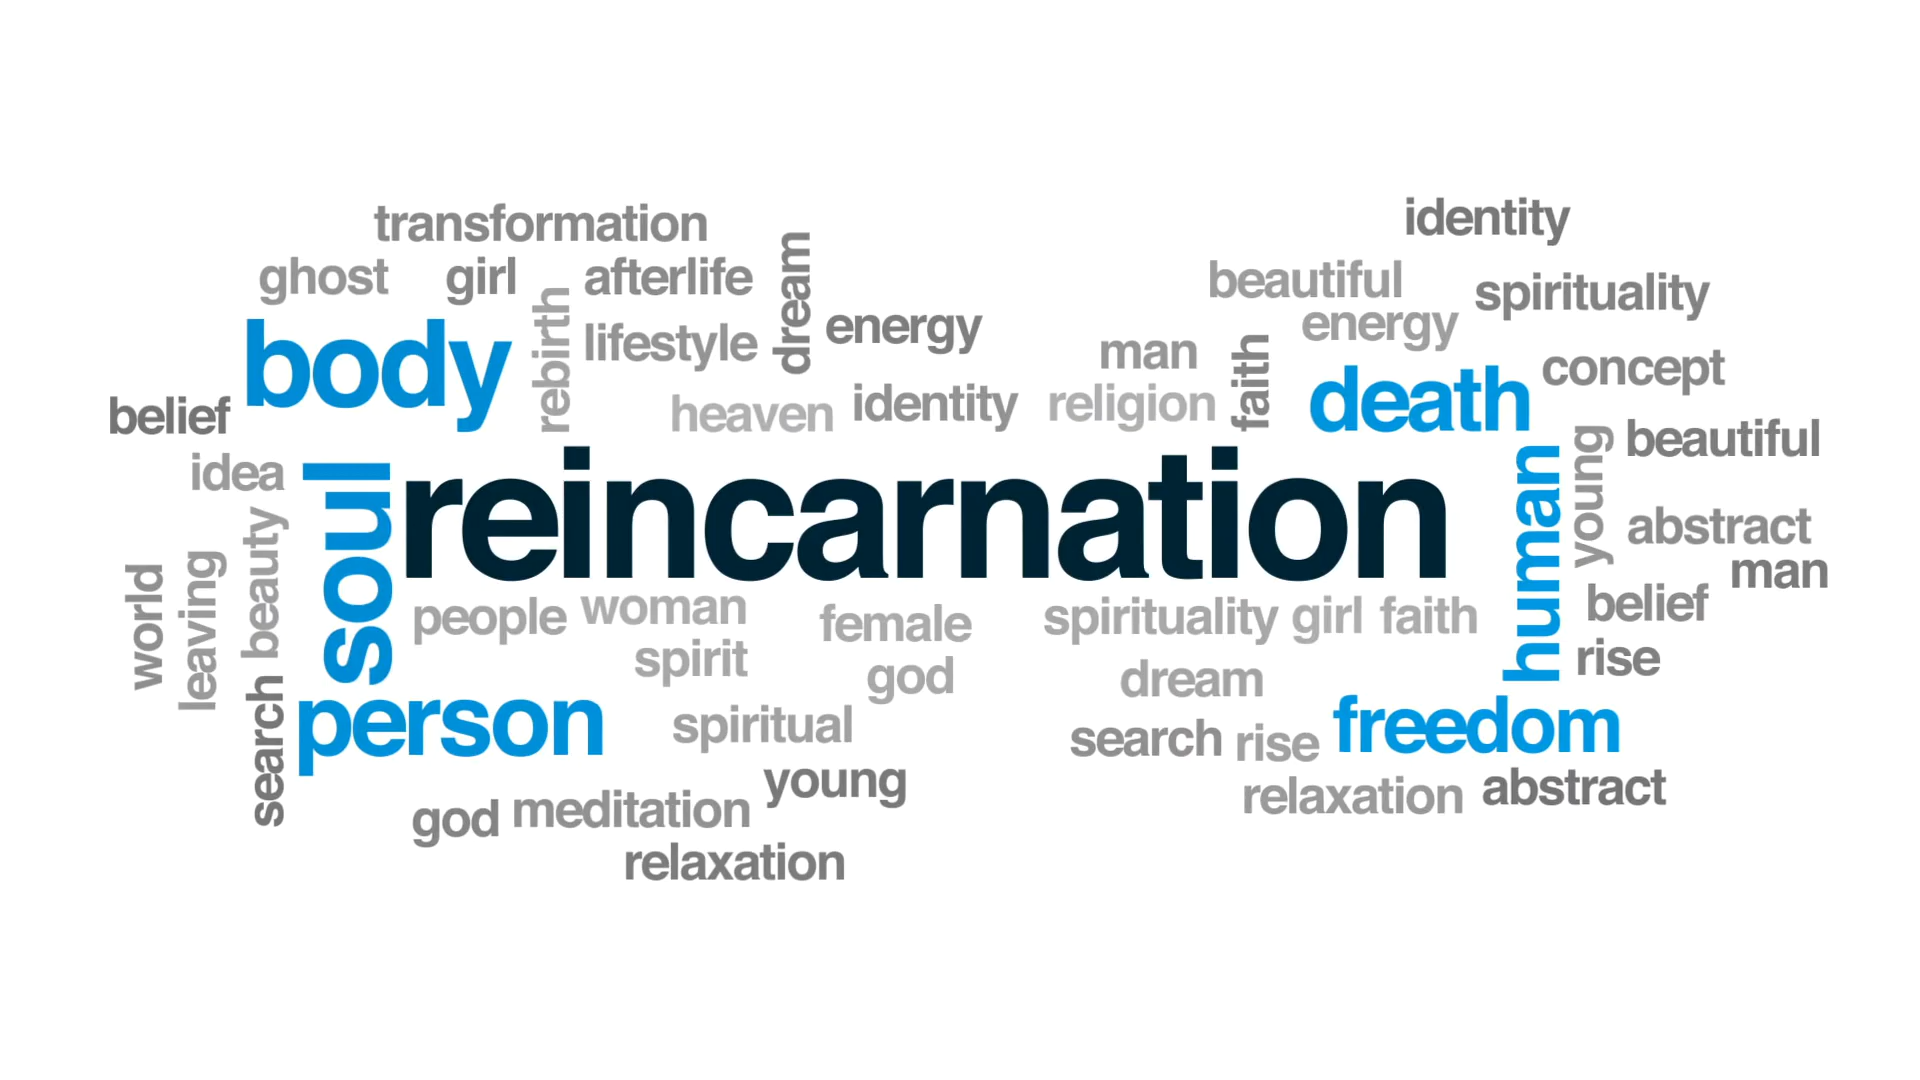 transformation
identity
ghost girl afterlife
dream
beautiful
spirituality
body
rebirth
lifestyle
energy
energy
man
faith
death
concept
belief
heaven
identity
religion
young
beautiful
idea
soul
reincarnation
human
abstract
man
world
leaving
beauty
people woman
female
spirituality girl faith
belief
spirit
god
dream
rise
search
person
spiritual
search rise
freedom
young
god meditation
relaxation abstract
relaxation